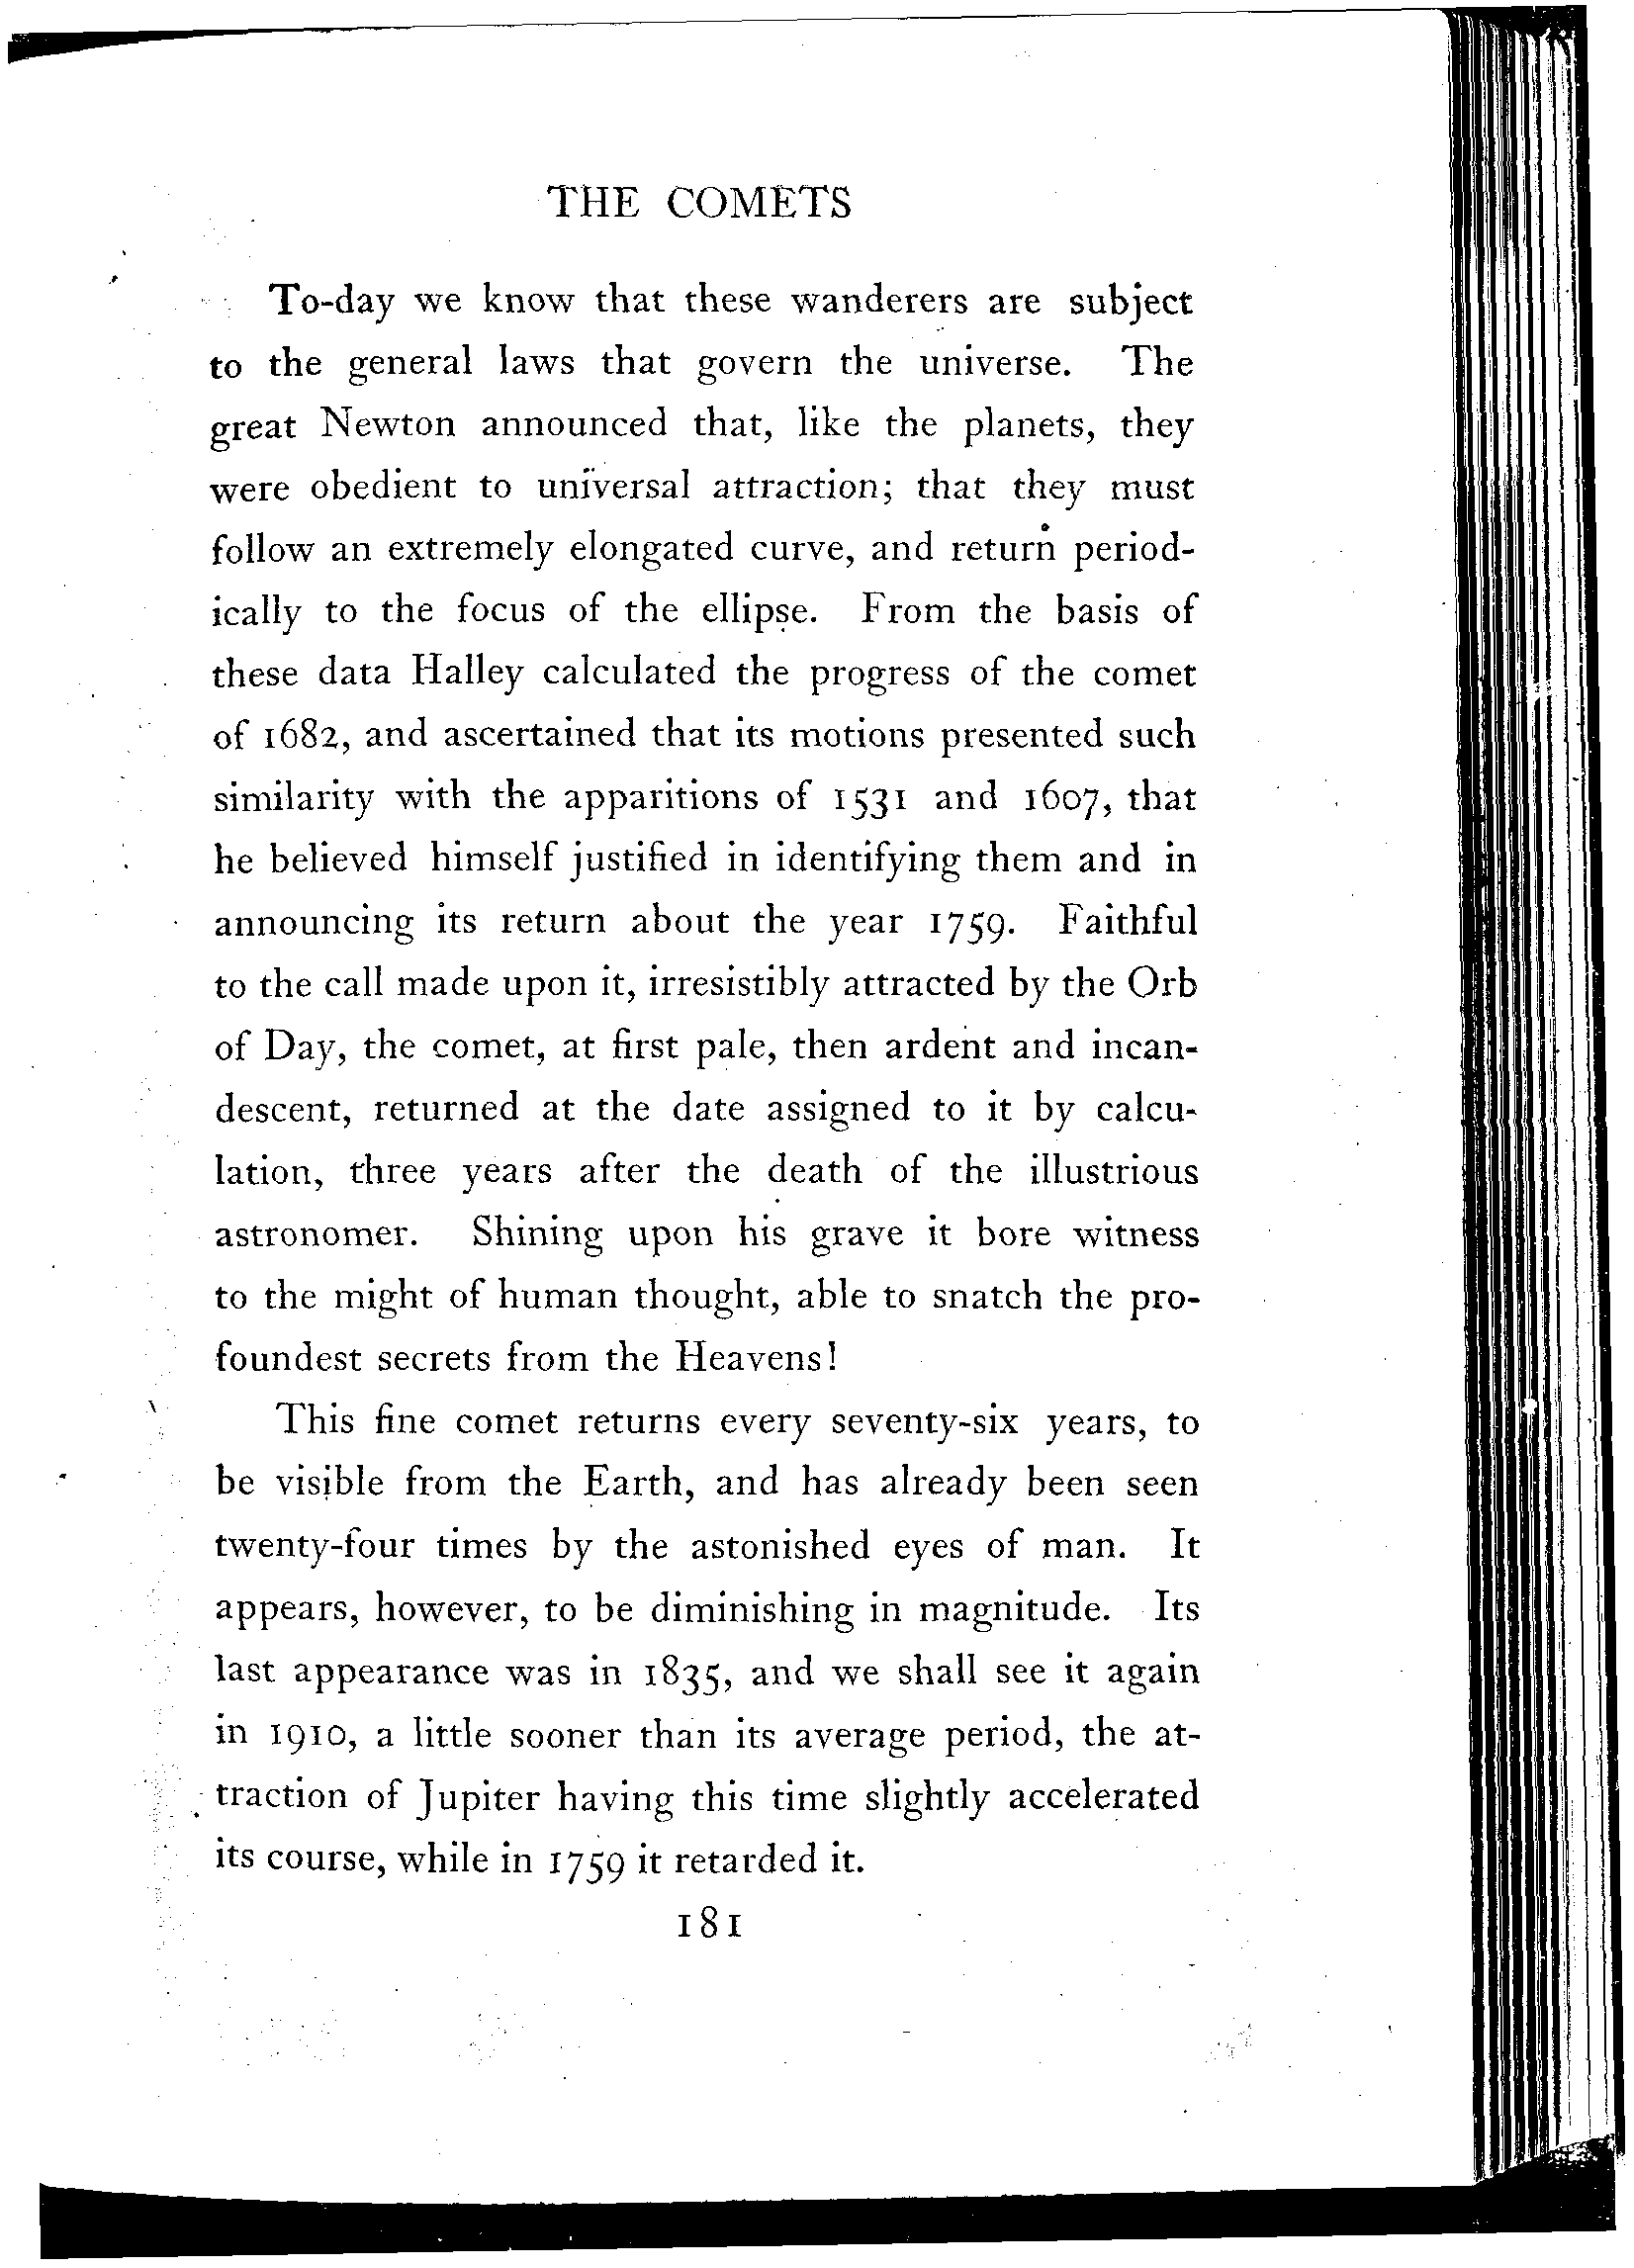 THE COMETS
To-day we know that these wanderers are subject
to the general laws that govern the universe. The
great Newton announced that, like the planets, they
were obedient to universal attraction; that they must
follow an extremely elongated curve, and return period-
ically to the focus of the ellipse. From the basis of
these data Halley calculated the progress of the comet
of 1682, and ascertained that its motions presented such
similarity with the apparitions of 1531 and 1607, that
he believed himself justified in identifying them and in
announcing its return about the year 1759. Faithful
to the call made upon it, irresistibly attracted by the Orb
of Day, the comet, at first pale, then ardent and incan-
descent, returned at the date assigned to it by calcu-
lation, three years after the death of the illustrious
astronomer. Shining upon his grave it bore witness
to the might of human thought, able to snatch the pro-
foundest secrets from the Heavens!
This fine comet returns every seventy-six years, to
be visible from the Earth, and has already been seen
twenty-four times by the astonished eyes of man. It
appears, however, to be diminishing in magnitude. Its
last appearance was in 1835, and we shall see it again
in 1910, a little sooner than its average period, the at-
traction of Jupiter having this time slightly accelerated
its course, while in 1759 it retarded it.
181